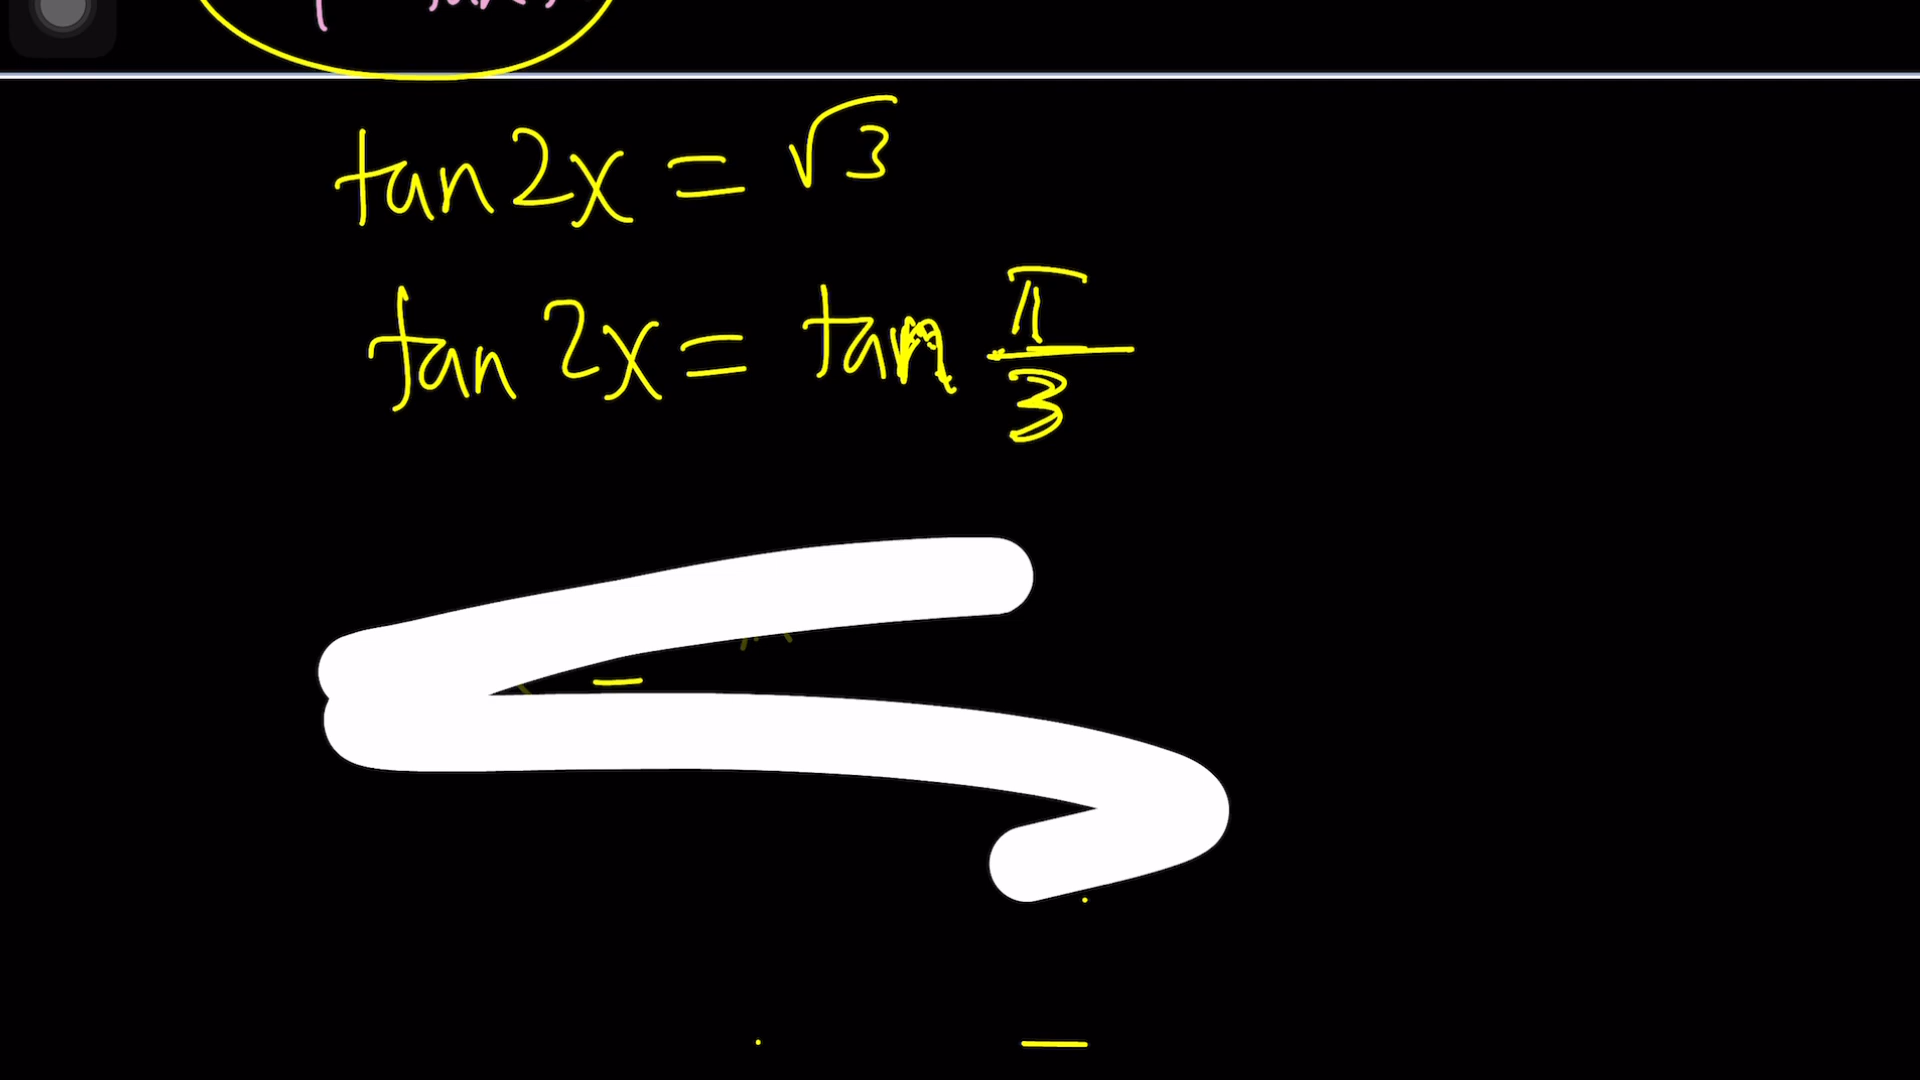 tan 2x = √3
tan 2x = tan π/3